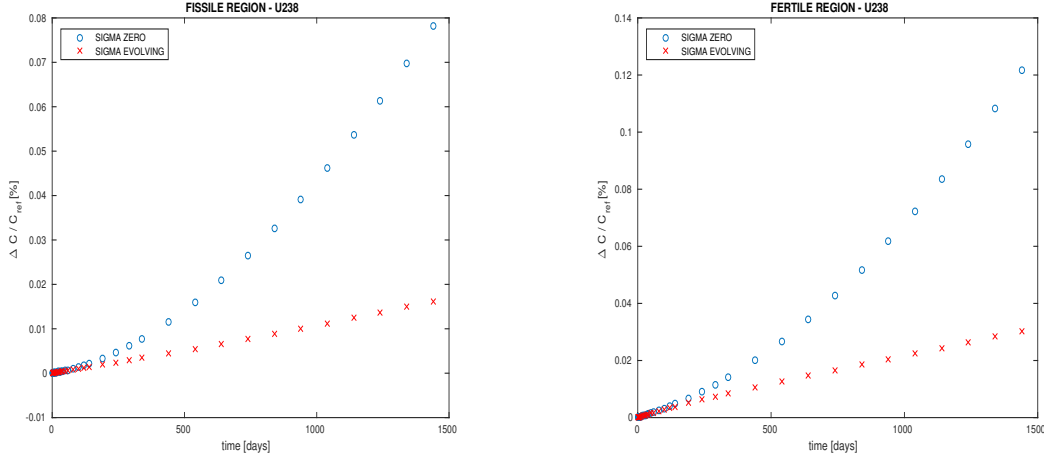 FISSILE REGION - U238
SIGMA ZERO
SIGMA EVOLVING
0.08
0.07
0.06
0.05
0.04
0.03
0.02
0.01
0
-0.01
Δ C / C ref [%]
0
500
1000
1500
time [days]
FERTILE REGION - U238
SIGMA ZERO
SIGMA EVOLVING
0.14
0.12
0.1
0.08
0.06
0.04
0.02
0
Δ C / C ref [%]
0
500
1000
1500
time [days]